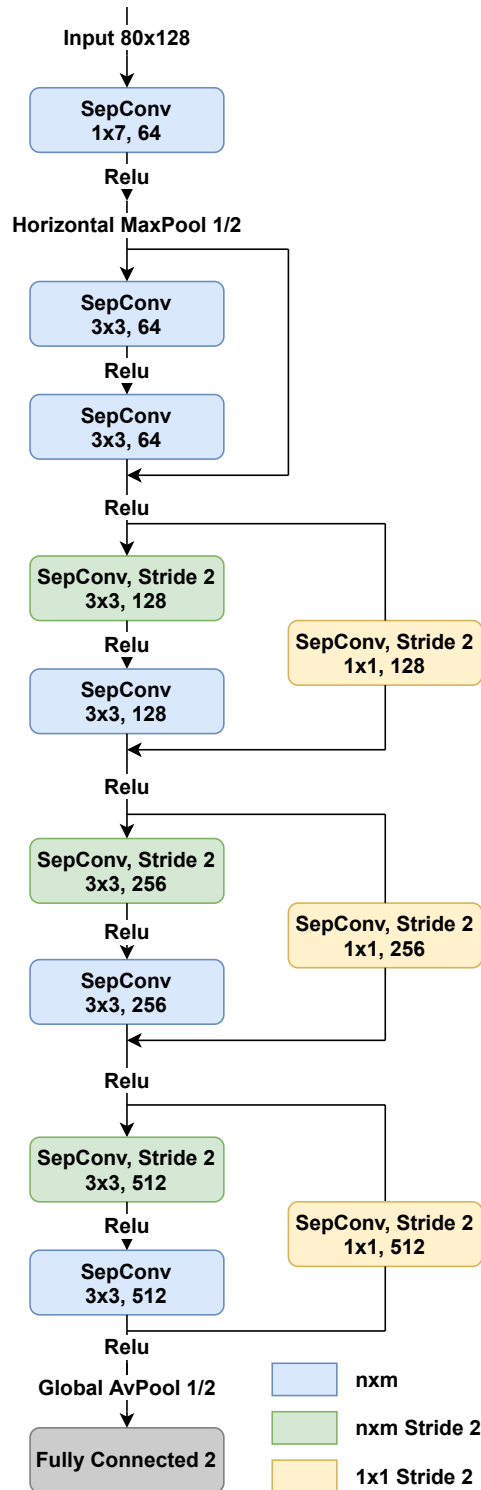 Input 80x128
SepConv
1x7, 64
Relu
Horizontal MaxPool 1/2
SepConv
3x3, 64
Relu
SepConv
3x3, 64
Relu
SepConv, Stride 2
3x3, 128
Relu
SepConv
3x3, 128
SepConv, Stride 2
1x1, 128
Relu
SepConv, Stride 2
3x3, 256
Relu
SepConv
3x3, 256
SepConv, Stride 2
1x1, 256
Relu
SepConv, Stride 2
3x3, 512
Relu
SepConv
3x3, 512
SepConv, Stride 2
1x1, 512
Relu
Global AvPool 1/2
Fully Connected 2
nxm
nxm Stride 2
1x1 Stride 2